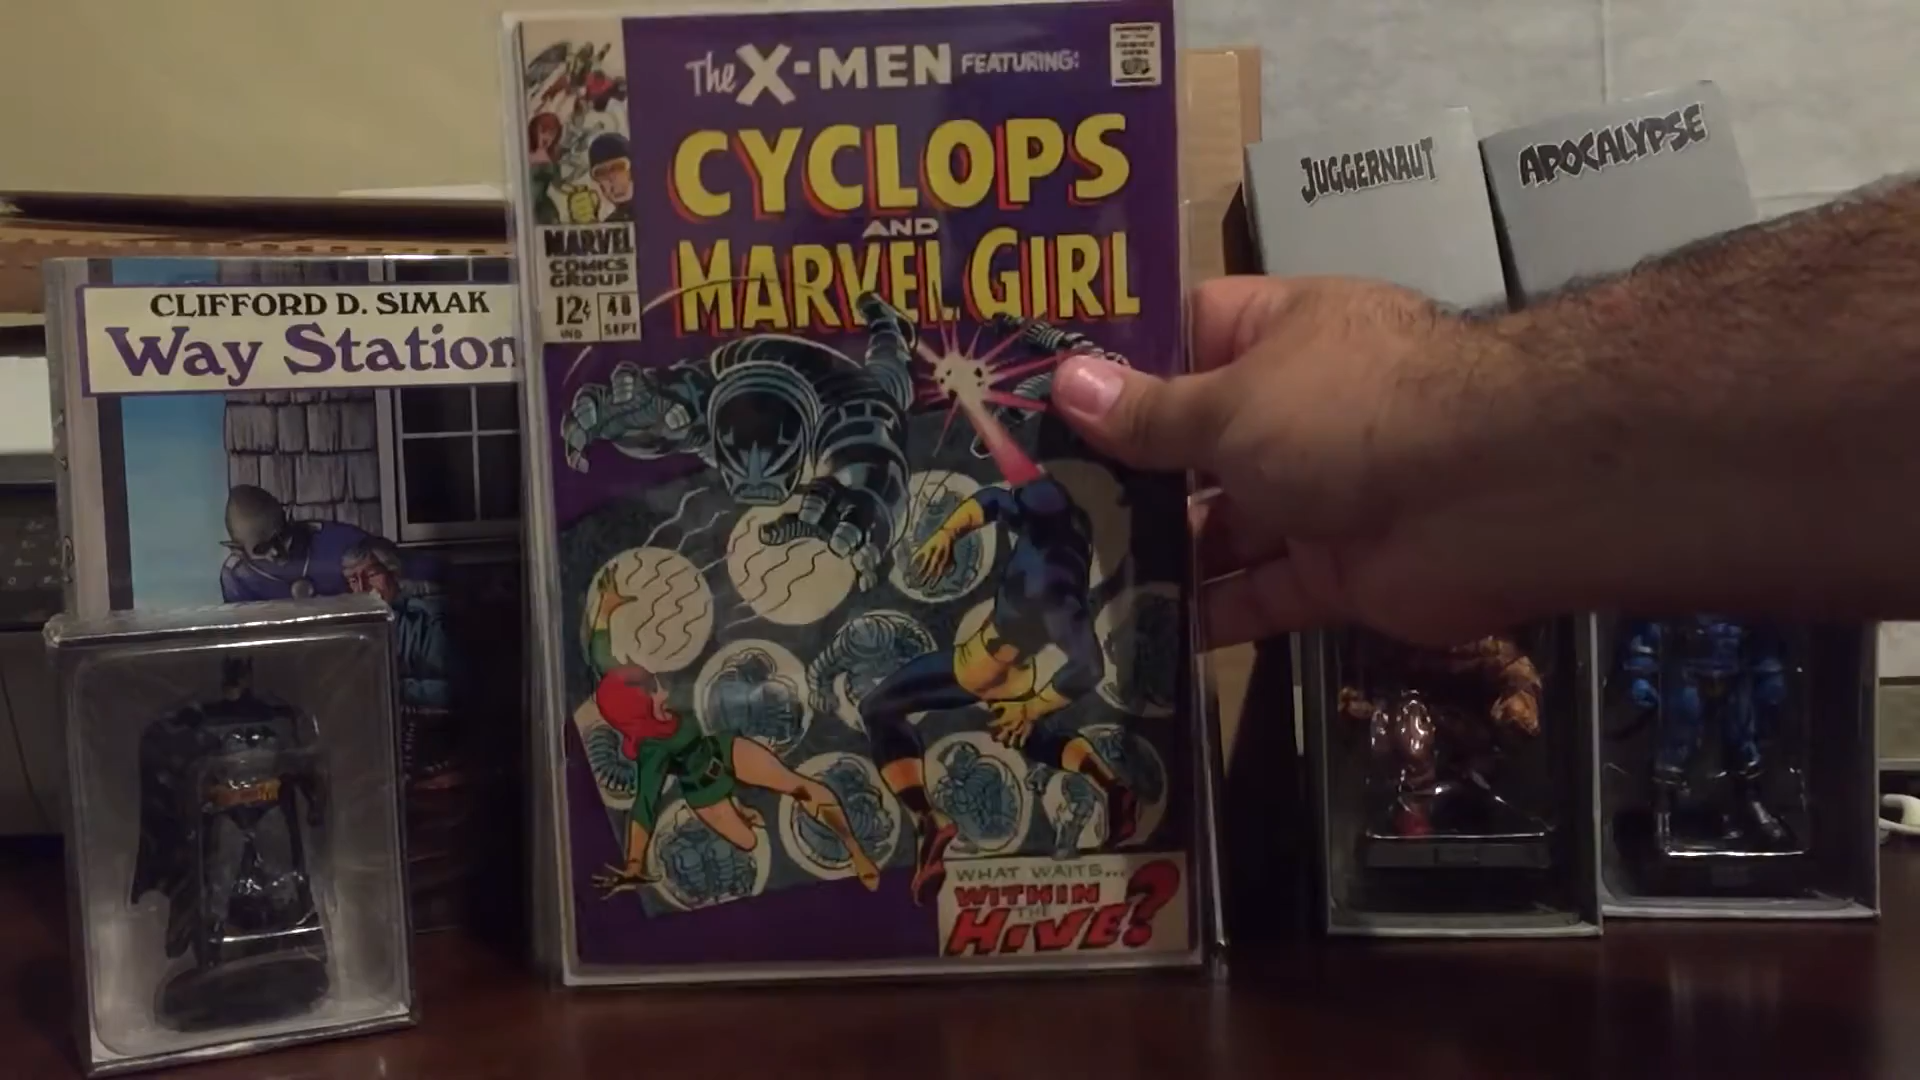 The X-MEN FEATURING:
CYCLOPS
AND
MARVEL GIRL
MARVEL
COMICS
GROUP
12¢ 48
IND SEPT
WHAT WAITS...
WITHIN
THE
HIVE?
CLIFFORD D. SIMAK
Way Station
JUGGERNAUT
APOCALYPSE